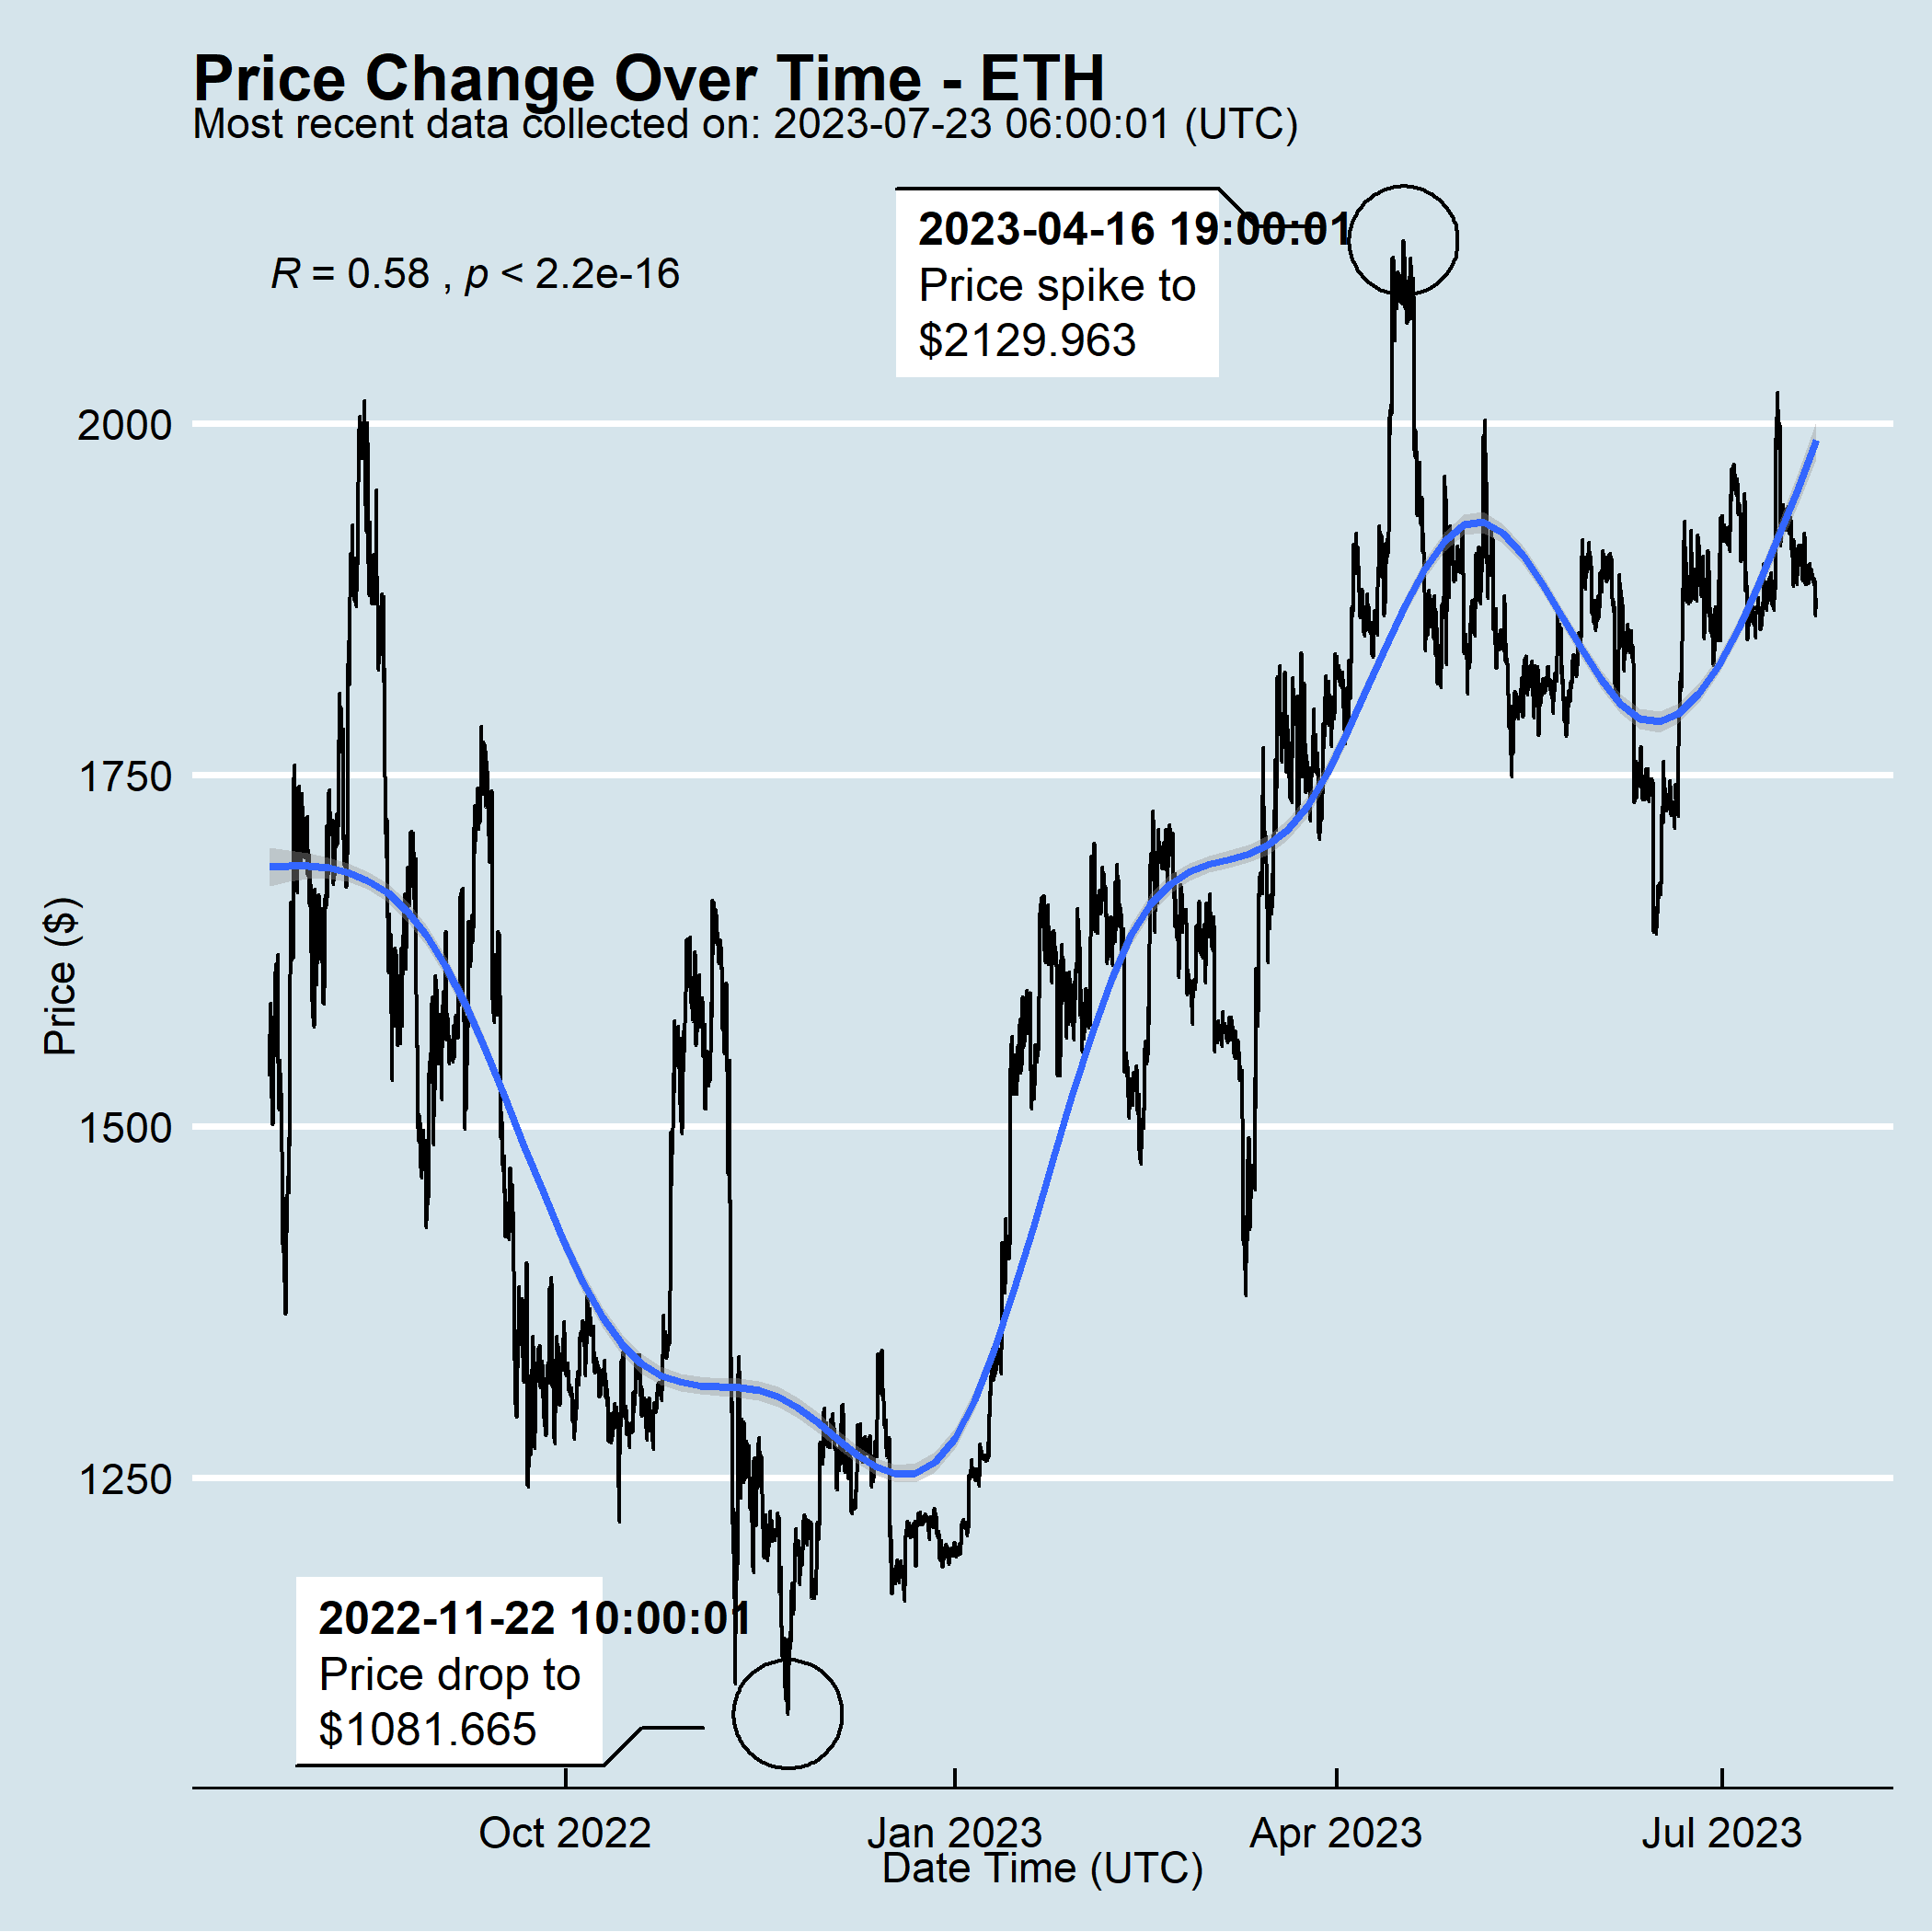 Price Change Over Time - ETH
Most recent data collected on: 2023-07-23 06:00:01 (UTC)
2023-04-16 19:00:01
Price spike to
$2129.963
R = 0.58 , p < 2.2e-16
2000
1750
1500
1250
Price ($)
2022-11-22 10:00:01
Price drop to
$1081.665
Oct 2022
Jan 2023
Apr 2023
Jul 2023
Date Time (UTC)